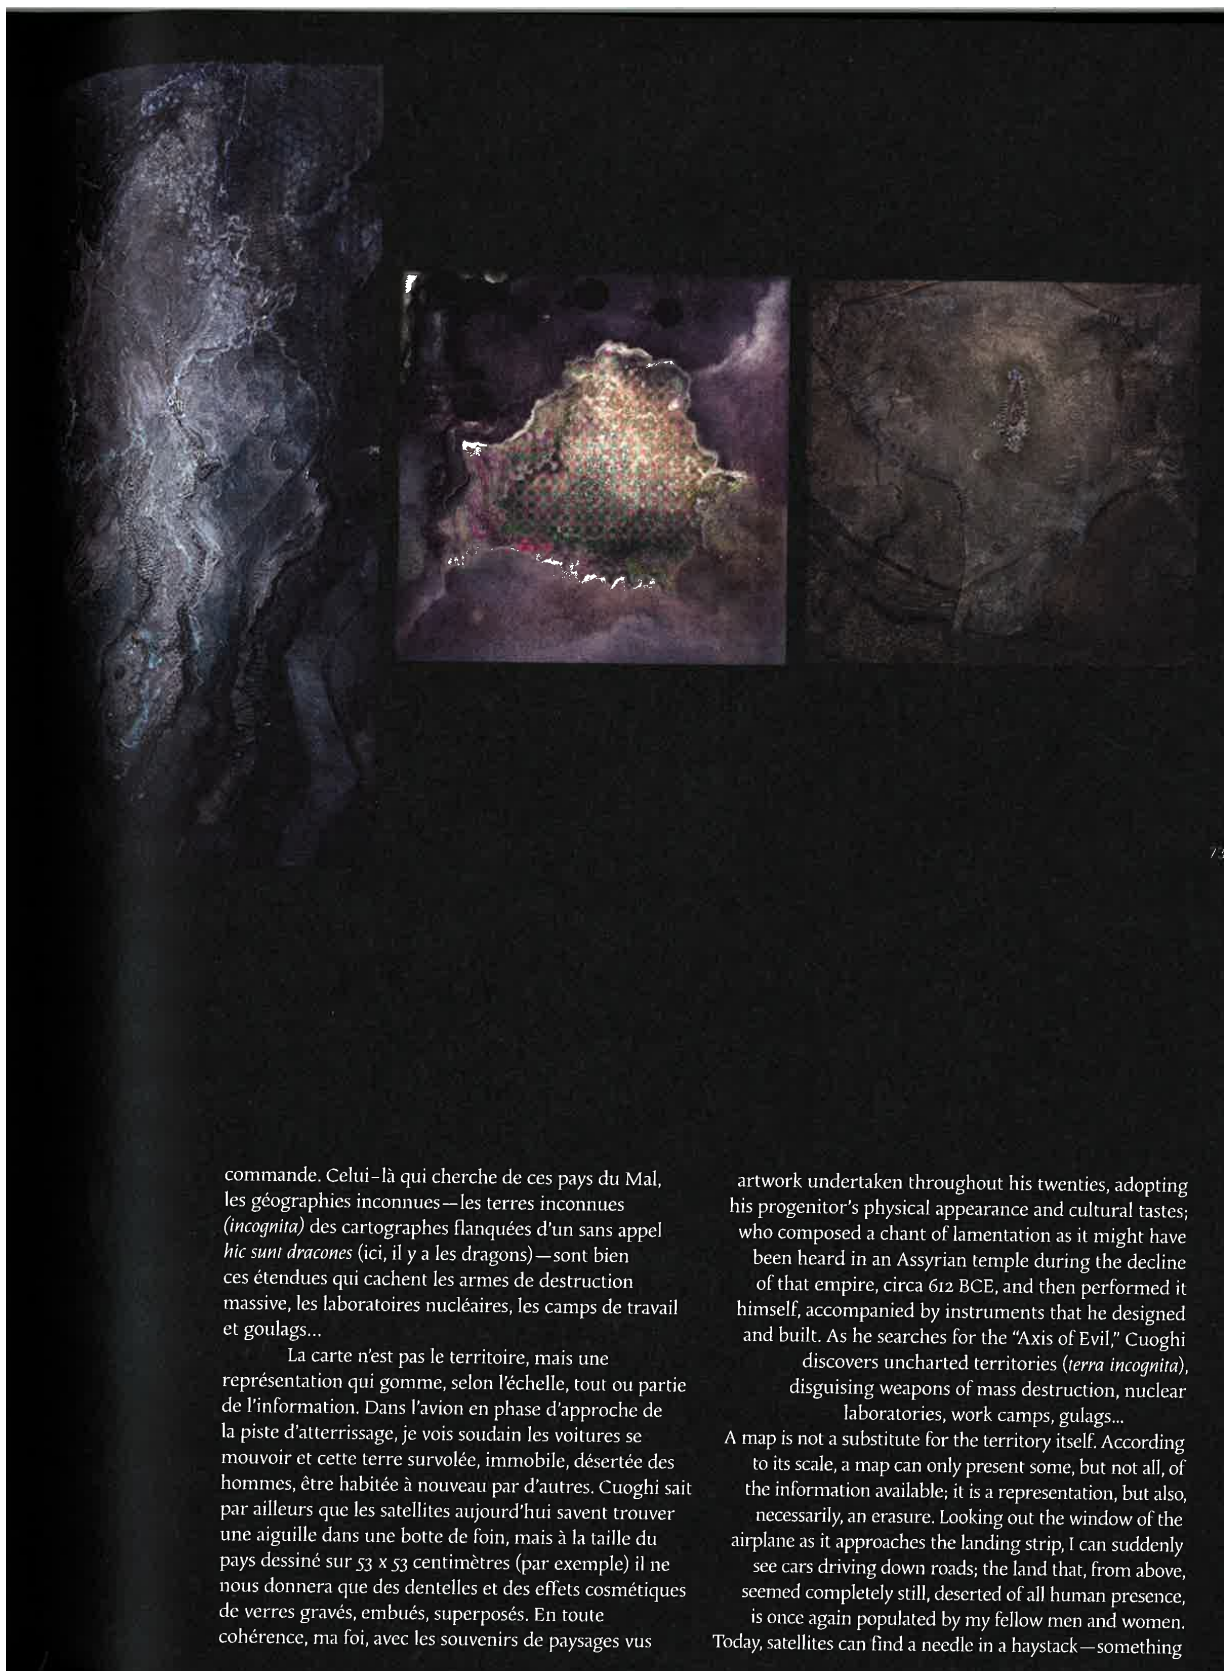 commande. Celui-là qui cherche de ces pays du Mal,
les géographies inconnues—les terres inconnues
(incognita) des cartographes flanquées d'un sans appel
hic sunt dracones (ici, il y a les dragons)—sont bien
ces étendues qui cachent les armes de destruction
massive, les laboratoires nucléaires, les camps de travail
et goulags...
La carte n'est pas le territoire, mais une
représentation qui gomme, selon l'échelle, tout ou partie
de l'information. Dans l'avion en phase d'approche de
la piste d'atterrissage, je vois soudain les voitures se
mouvoir et cette terre survolée, immobile, désertée des
hommes, être habitée à nouveau par d'autres. Cuoghi sait
par ailleurs que les satellites aujourd'hui savent trouver
une aiguille dans une botte de foin, mais à la taille du
pays dessiné sur 53 x 53 centimètres (par exemple) il ne
nous donnera que des dentelles et des effets cosmétiques
de verres gravés, embués, superposés. En toute
cohérence, ma foi, avec les souvenirs de paysages vus
artwork undertaken throughout his twenties, adopting
his progenitor's physical appearance and cultural tastes;
who composed a chant of lamentation as it might have
been heard in an Assyrian temple during the decline
of that empire, circa 612 BCE, and then performed it
himself, accompanied by instruments that he designed
and built. As he searches for the "Axis of Evil," Cuoghi
discovers uncharted territories (terra incognita),
disguising weapons of mass destruction, nuclear
laboratories, work camps, gulags...
A map is not a substitute for the territory itself. According
to its scale, a map can only present some, but not all, of
the information available; it is a representation, but also,
necessarily, an erasure. Looking out the window of the
airplane as it approaches the landing strip, I can suddenly
see cars driving down roads; the land that, from above,
seemed completely still, deserted of all human presence,
is once again populated by my fellow men and women.
Today, satellites can find a needle in a haystack—something